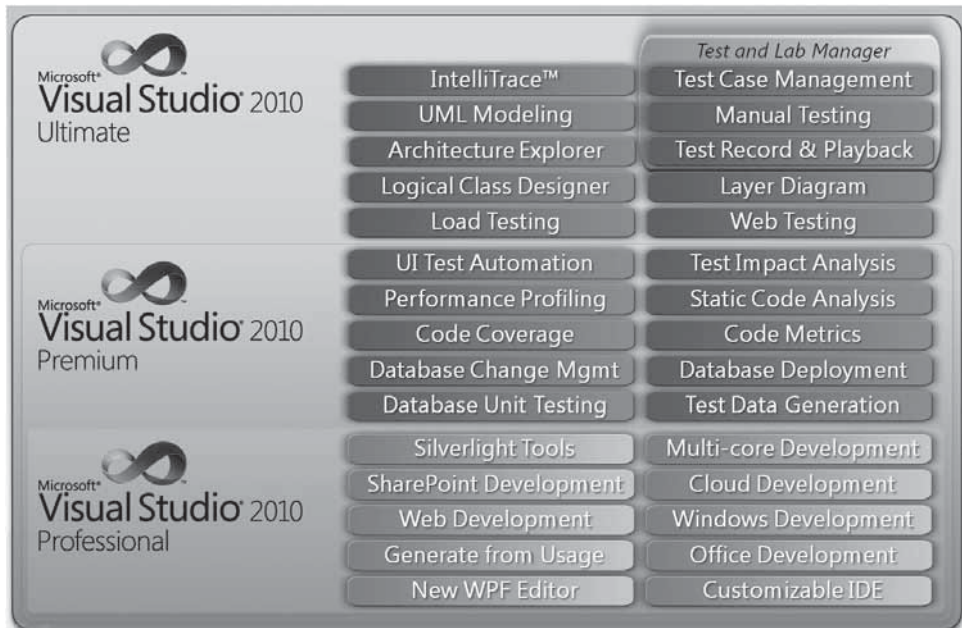 Microsoft®
Visual Studio® 2010
Ultimate
Test and Lab Manager
IntelliTrace™
Test Case Management
UML Modeling
Manual Testing
Architecture Explorer
Test Record & Playback
Logical Class Designer
Layer Diagram
Load Testing
Web Testing
Microsoft®
Visual Studio® 2010
Premium
UI Test Automation
Test Impact Analysis
Performance Profiling
Static Code Analysis
Code Coverage
Code Metrics
Database Change Mgmt
Database Deployment
Database Unit Testing
Test Data Generation
Microsoft®
Visual Studio® 2010
Professional
Silverlight Tools
Multi-core Development
SharePoint Development
Cloud Development
Web Development
Windows Development
Generate from Usage
Office Development
New WPF Editor
Customizable IDE